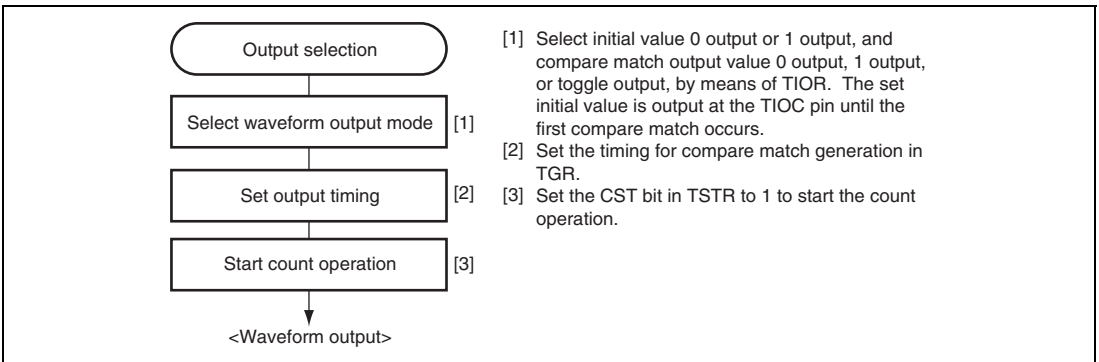 Output selection
Select waveform output mode [1]
Set output timing [2]
Start count operation [3]
<Waveform output>
[1] Select initial value 0 output or 1 output, and
compare match output value 0 output, 1 output,
or toggle output, by means of TIOR. The set
initial value is output at the TIOC pin until the
first compare match occurs.
[2] Set the timing for compare match generation in
TGR.
[3] Set the CST bit in TSTR to 1 to start the count
operation.